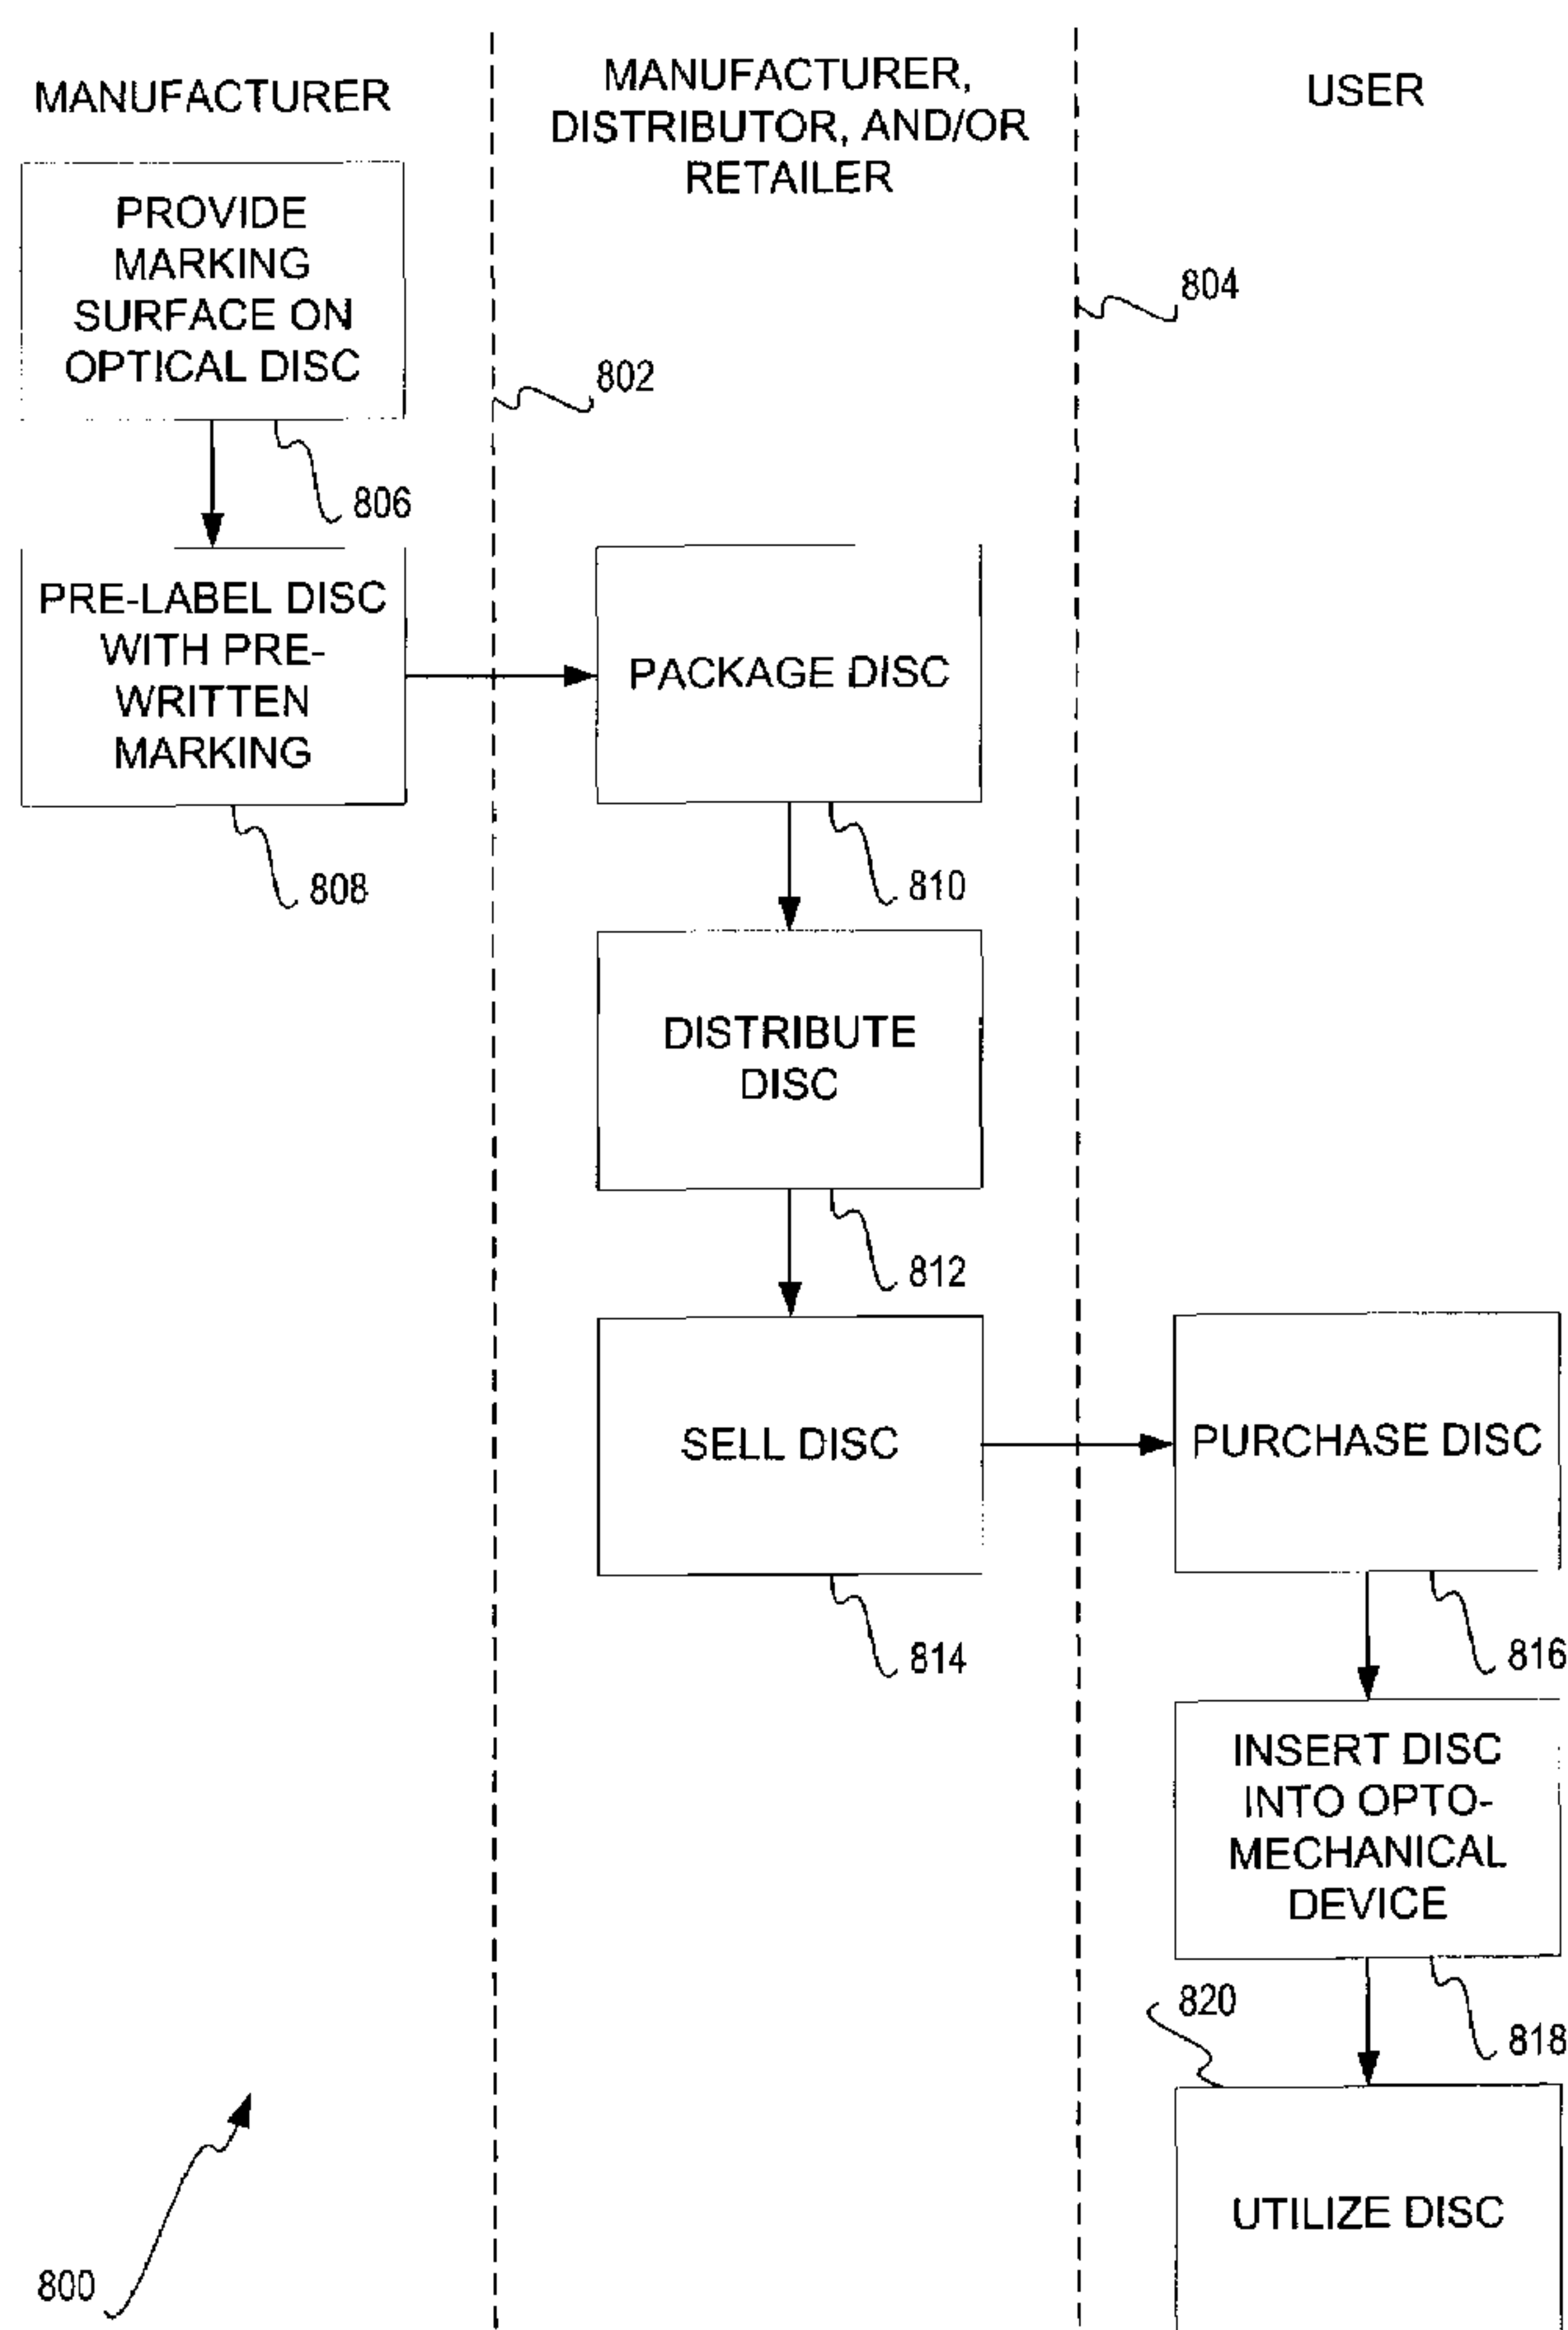 MANUFACTURER
MANUFACTURER,
DISTRIBUTOR, AND/OR
RETAILER
USER
PROVIDE
MARKING
SURFACE ON
OPTICAL DISC
804
802
806
PRE-LABEL DISC
WITH PRE-
WRITTEN
MARKING
PACKAGE DISC
808
810
DISTRIBUTE
DISC
812
SELL DISC
PURCHASE DISC
814
816
INSERT DISC
INTO OPTO-
MECHANICAL
DEVICE
820
818
UTILIZE DISC
800